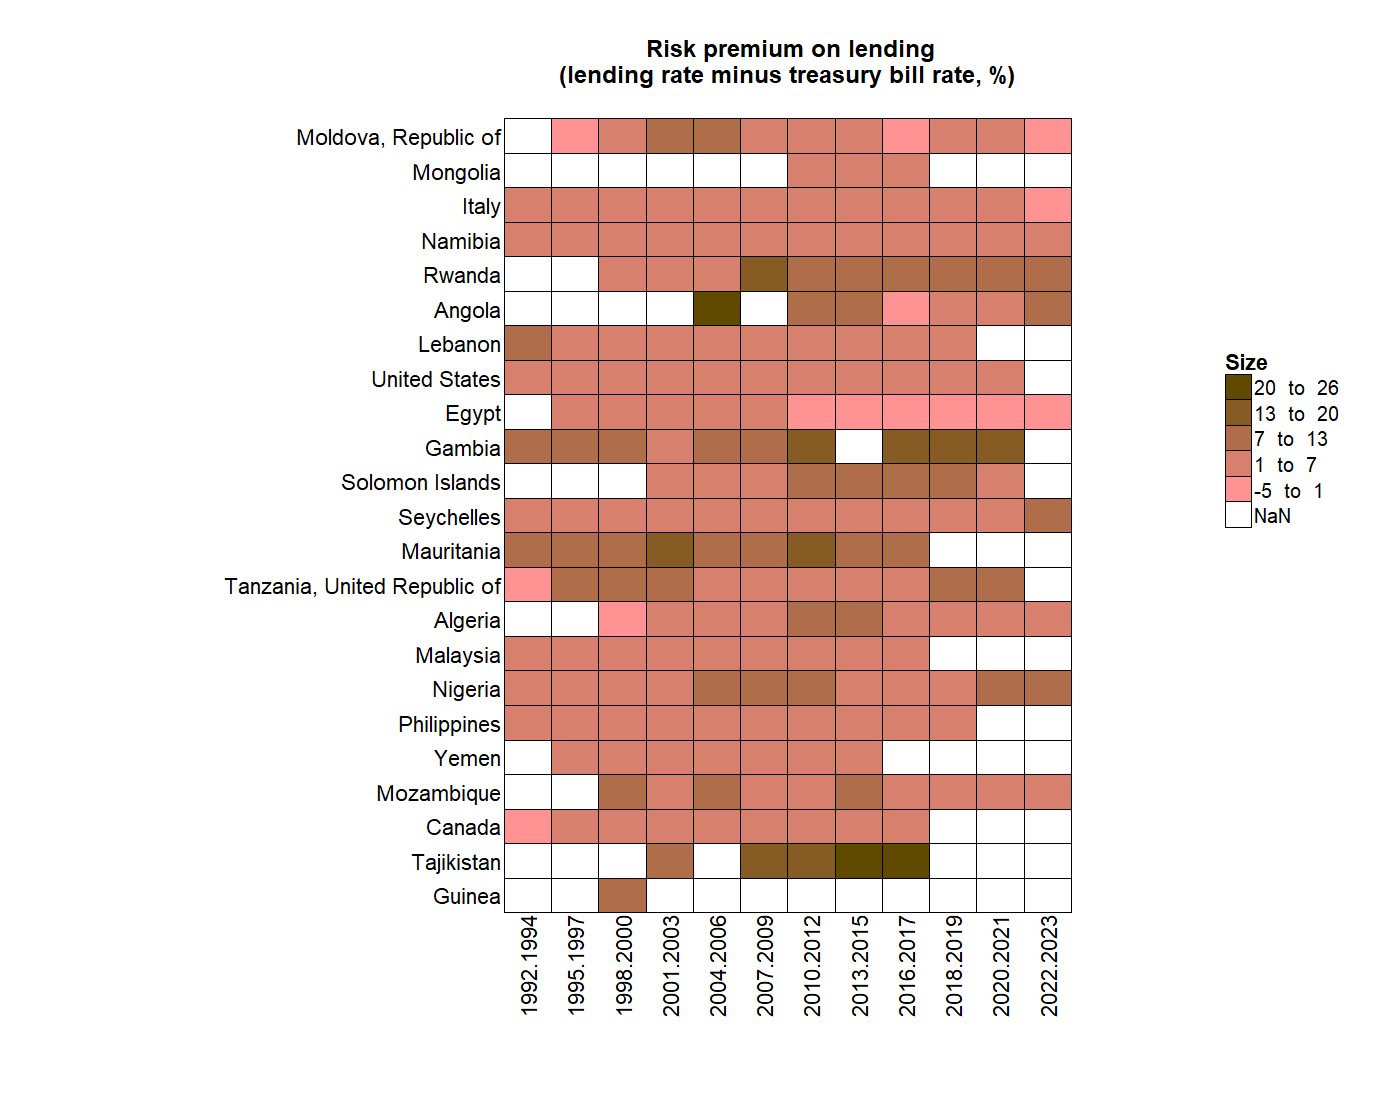 Risk premium on lending
(lending rate minus treasury bill rate, %)
Moldova, Republic of
Mongolia
Italy
Namibia
Rwanda
Angola
Lebanon
United States
Egypt
Gambia
Solomon Islands
Seychelles
Mauritania
Tanzania, United Republic of
Algeria
Malaysia
Nigeria
Philippines
Yemen
Mozambique
Canada
Tajikistan
Guinea
1992.1994
1995.1997
1998.2000
2001.2003
2004.2006
2007.2009
2010.2012
2013.2015
2016.2017
2018.2019
2020.2021
2022.2023
Size
20 to 26
13 to 20
7 to 13
1 to 7
-5 to 1
NaN